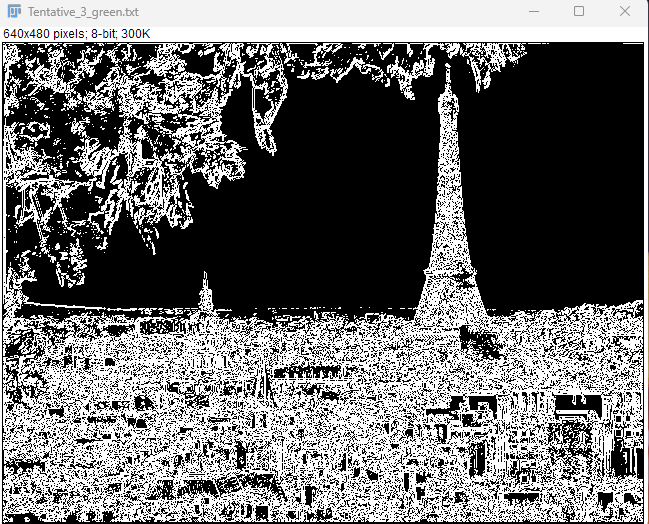 Tentative_3_green.txt
640x480 pixels; 8-bit; 300K